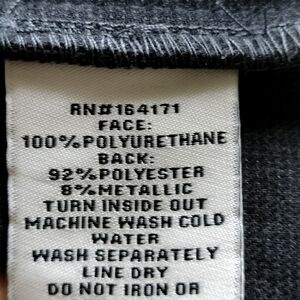 RN#164171
FACE:
100%POLYURETHANE
BACK:
92%POLYESTER
8%METALLIC
TURN INSIDE OUT
MACHINE WASH COLD
WATER
WASH SEPARATELY
LINE DRY
DO NOT IRON OR